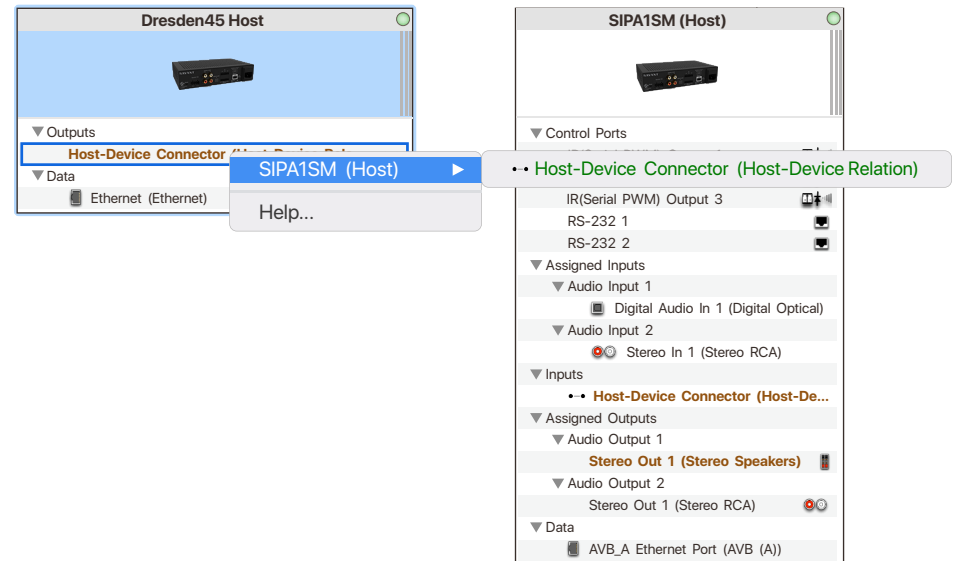 Dresden45 Host
Outputs
Host-Device Connector
Data
Ethernet (Ethernet)
SIPA1SM (Host)
Help...
Host-Device Connector (Host-Device Relation)
SIPA1SM (Host)
Control Ports
IR(Serial PWM) Output 3
RS-232 1
RS-232 2
Assigned Inputs
Audio Input 1
Digital Audio In 1 (Digital Optical)
Audio Input 2
Stereo In 1 (Stereo RCA)
Inputs
Host-Device Connector (Host-De...
Assigned Outputs
Audio Output 1
Stereo Out 1 (Stereo Speakers)
Audio Output 2
Stereo Out 1 (Stereo RCA)
Data
AVB_A Ethernet Port (AVB (A))